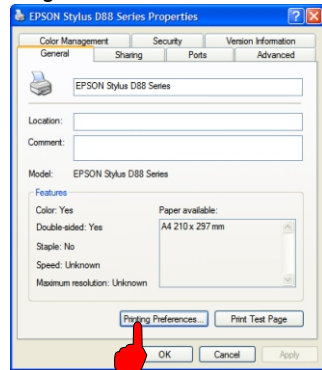 EPSON Stylus D88 Series Properties
Color Management Security Version Information
General Sharing Ports Advanced
EPSON Stylus D88 Series
Location:
Comment:
Model: EPSON Stylus D88 Series
Features
Color: Yes Paper available:
Double-sided: Yes A4 210 x 297 mm
Staple: No
Speed: Unknown
Maximum resolution: Unknown
Printing Preferences... Print Test Page
OK Cancel Apply